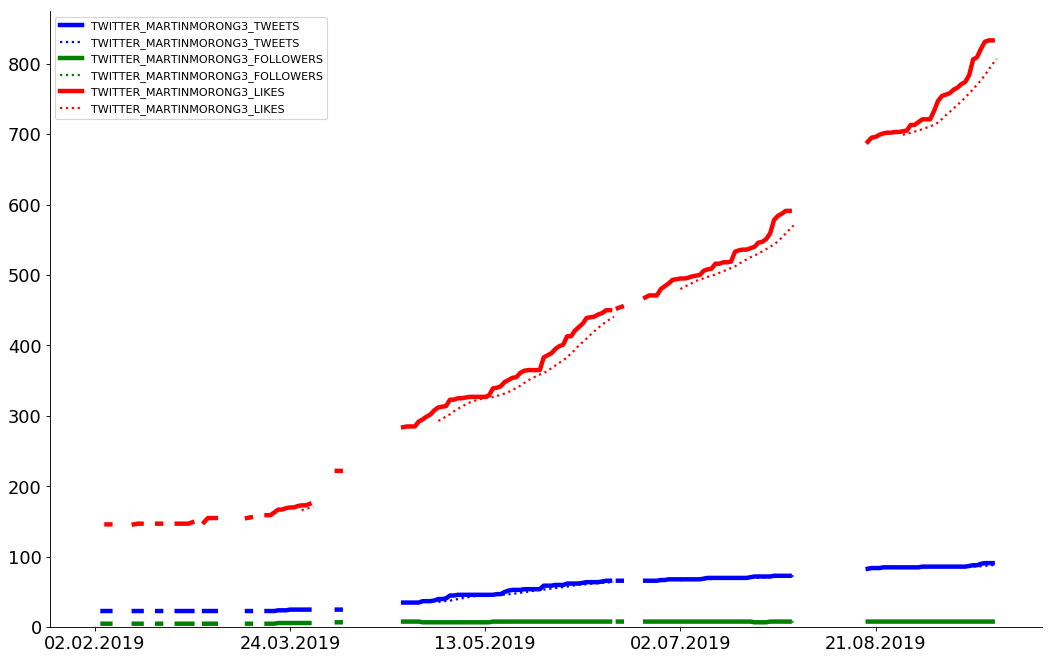 TWITTER_MARTINMORONG3_TWEETS
TWITTER_MARTINMORONG3_TWEETS
TWITTER_MARTINMORONG3_FOLLOWERS
TWITTER_MARTINMORONG3_FOLLOWERS
TWITTER_MARTINMORONG3_LIKES
TWITTER_MARTINMORONG3_LIKES
800
700
600
500
400
300
200
100
0
02.02.2019 24.03.2019 13.05.2019 02.07.2019 21.08.2019